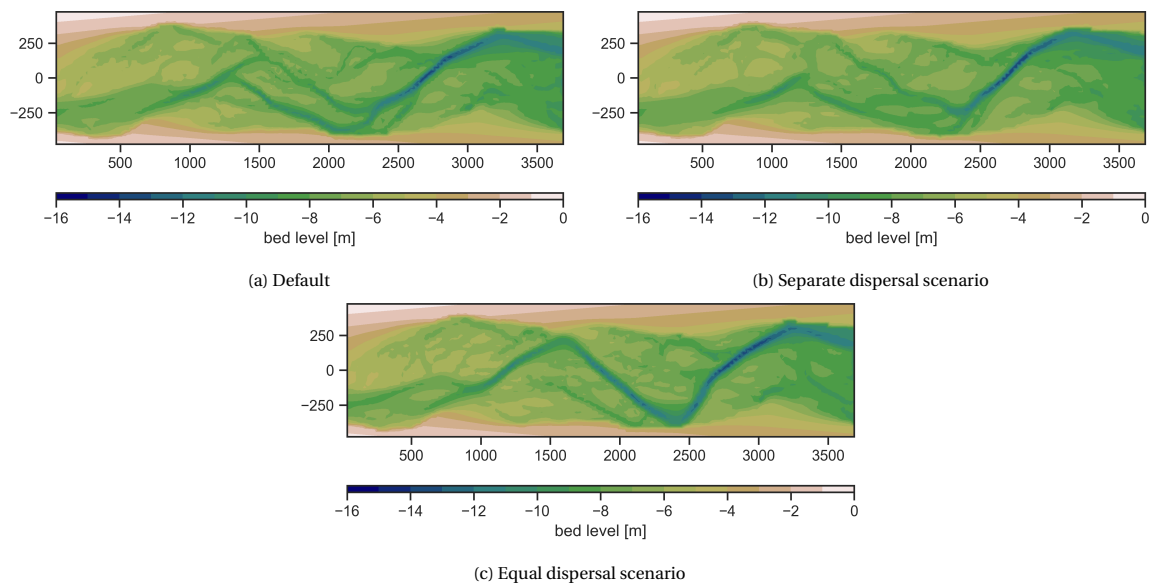 250
0
−250
500 1000 1500 2000 2500 3000 3500
−16 −14 −12 −10 −8 −6 −4 −2 0
bed level [m]
(a) Default
250
0
−250
500 1000 1500 2000 2500 3000 3500
−16 −14 −12 −10 −8 −6 −4 −2 0
bed level [m]
(b) Separate dispersal scenario
250
0
−250
500 1000 1500 2000 2500 3000 3500
−16 −14 −12 −10 −8 −6 −4 −2 0
bed level [m]
(c) Equal dispersal scenario